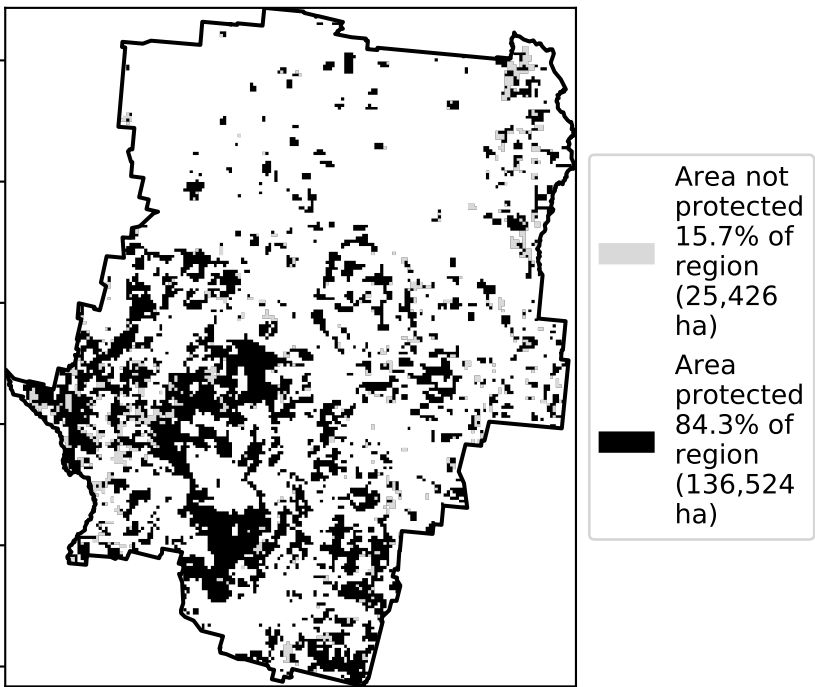 Area not
protected
15.7% of
region
(25,426
ha)
Area
protected
84.3% of
region
(136,524
ha)